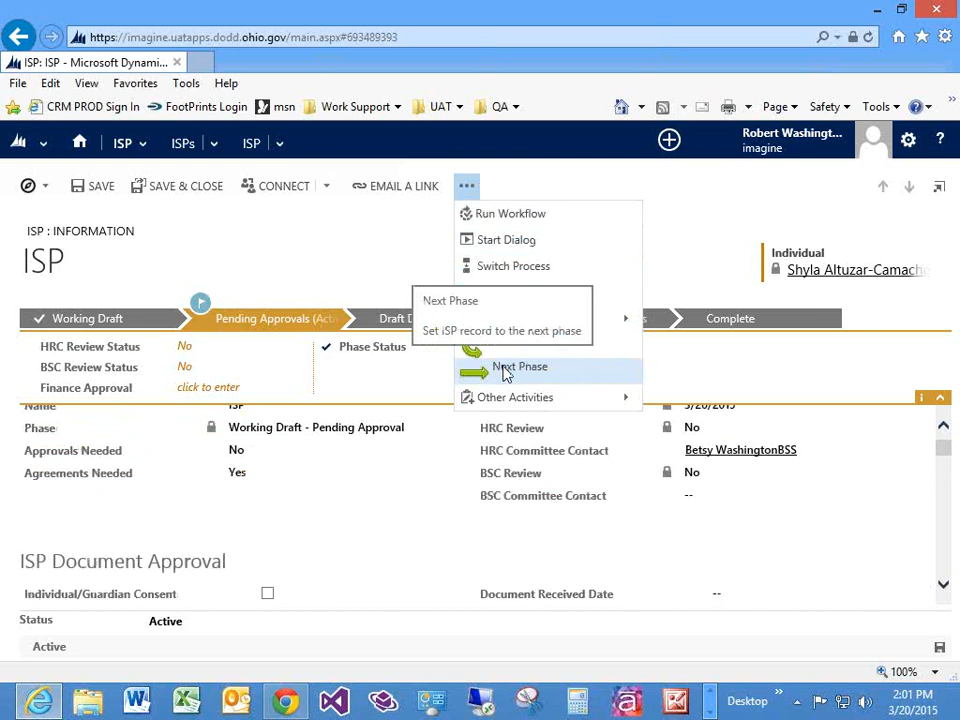 https://imagine.uatapps.dodd.ohio.gov/main.aspx#693489393
ISP: ISP - Microsoft Dynami...
File Edit View Favorites Tools Help
CRM PROD Sign In FootPrints Login msn Work Support UAT QA Page Safety Tools
ISP ISPs ISP
Robert Washingt...
imagine
SAVE SAVE & CLOSE CONNECT EMAIL A LINK ...
Run Workflow
Start Dialog
Switch Process
Next Phase
Set ISP record to the next phase
Next Phase
Other Activities
ISP : INFORMATION
ISP
Individual
Shyla Altuzar-Camache
Working Draft Pending Approvals (Acti Draft D s Complete
HRC Review Status No Phase Status
BSC Review Status No
Finance Approval click to enter
Name ISP 3/20/2015
Phase Working Draft - Pending Approval HRC Review No
Approvals Needed No HRC Committee Contact Betsy WashingtonBSS
Agreements Needed Yes BSC Review No
BSC Committee Contact --
ISP Document Approval
Individual/Guardian Consent Document Received Date --
Status Active
Active
100%
Desktop
2:01 PM
3/20/2015